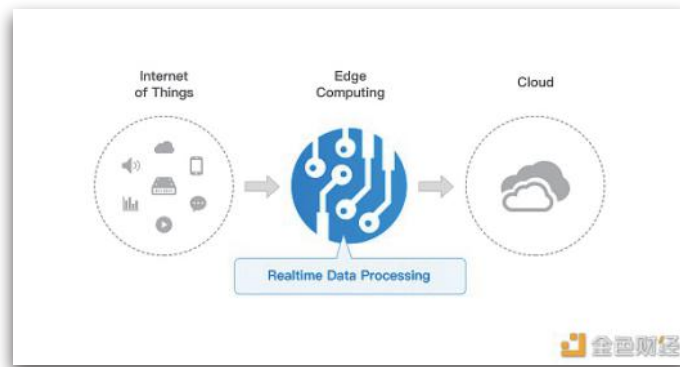 Internet
of Things
Edge
Computing
Cloud
Realtime Data Processing
金色财经